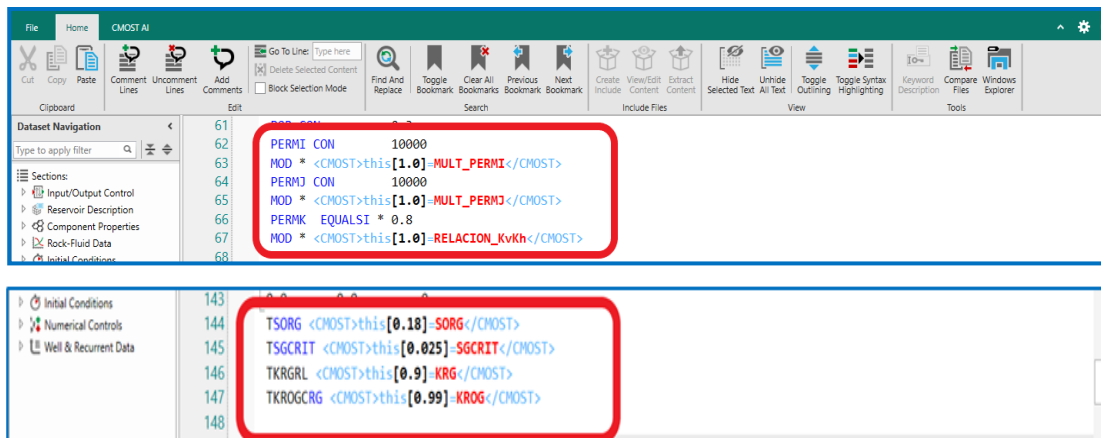 File Home CMOST AI
Cut Copy Paste
Clipboard
Comment Lines Uncomment Lines Add Comments
Go To Line: Type here
Delete Selected Content
Block Selection Mode
Edit
Find And Replace Toggle Bookmark Clear All Bookmarks Previous Bookmark Next Bookmark
Search
Create Include View/Edit Content Extract Content
Include Files
Hide Selected Text Unhide All Text Toggle Outlining Toggle Syntax Highlighting
View
Keyword Description Compare Files Windows Explorer
Tools
Dataset Navigation
Type to apply filter
Sections:
Input/Output Control
Reservoir Description
Component Properties
Rock-Fluid Data
Initial Conditions
61
62 PERMI CON 10000
63 MOD * <CMOST>this[1.0]=MULT_PERMI</CMOST>
64 PERMJ CON 10000
65 MOD * <CMOST>this[1.0]=MULT_PERMJ</CMOST>
66 PERMK EQUALSI * 0.8
67 MOD * <CMOST>this[1.0]=RELACION_KvKh</CMOST>
68
Initial Conditions
Numerical Controls
Well & Recurrent Data
143
144 TSORG <CMOST>this[0.18]=SORG</CMOST>
145 TSGCRIT <CMOST>this[0.025]=SGCRIT</CMOST>
146 TKRGRL <CMOST>this[0.9]=KRG</CMOST>
147 TKROGCRG <CMOST>this[0.99]=KROG</CMOST>
148